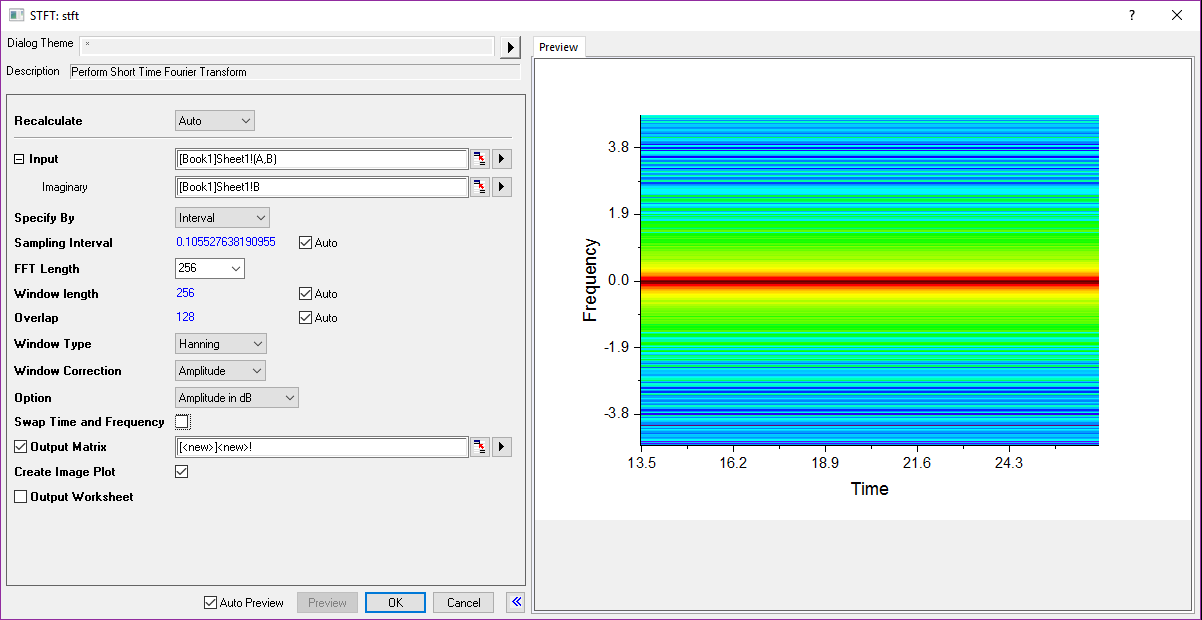 STFT: stft
?
Dialog Theme *
Description Perform Short Time Fourier Transform
Recalculate Auto
Input [Book1]Sheet1!(A,B)
Imaginary [Book1]Sheet1!B
Specify By Interval
Sampling Interval 0.105527638190955 Auto
FFT Length 256
Window length 256 Auto
Overlap 128 Auto
Window Type Hanning
Window Correction Amplitude
Option Amplitude in dB
Swap Time and Frequency
Output Matrix [<new>]<new>!
Create Image Plot
Output Worksheet
Auto Preview Preview OK Cancel
Preview
3.8
1.9
0.0
-1.9
-3.8
Frequency
13.5 16.2 18.9 21.6 24.3
Time